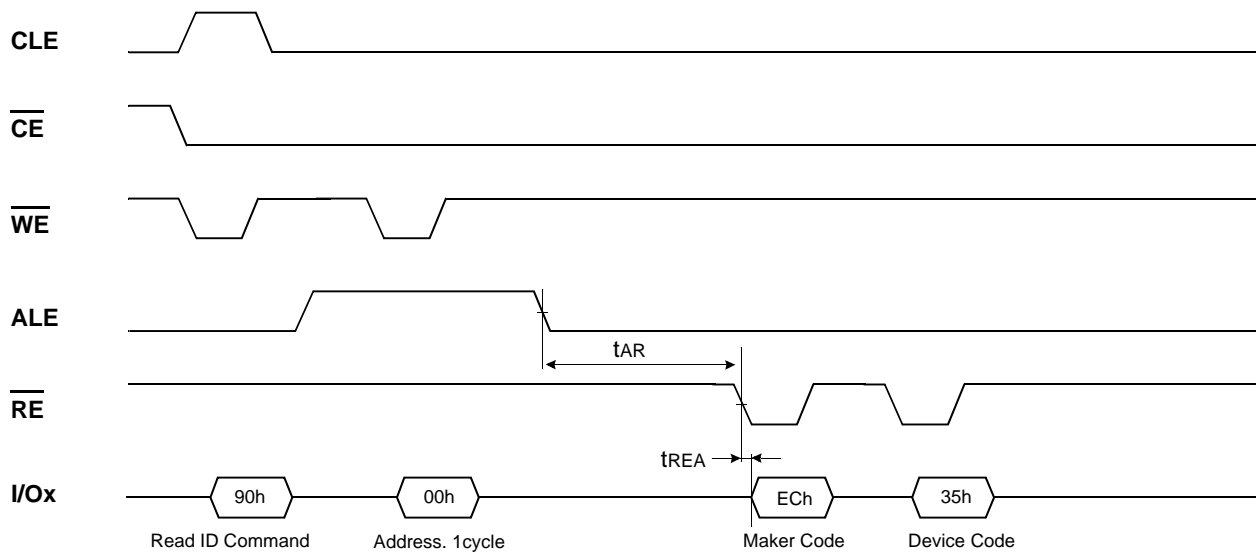 CLE
CE
WE
ALE
tAR
RE
tREA
I/Ox
90h
00h
ECh
35h
Read ID Command
Address. 1cycle
Maker Code
Device Code